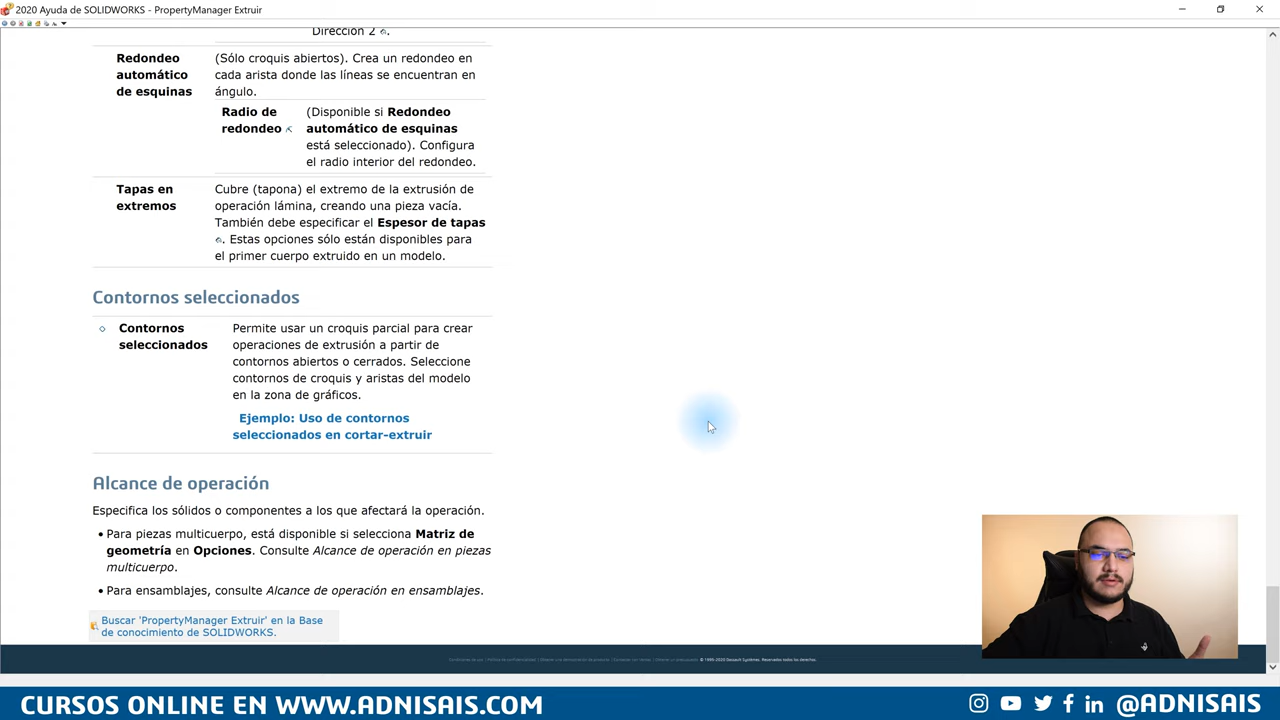 2020 Ayuda de SOLIDWORKS - PropertyManager Extruir
Dirección 2
Redondeo automático de esquinas
(Sólo croquis abiertos). Crea un redondeo en
cada arista donde las líneas se encuentran en
ángulo.
Radio de redondeo
(Disponible si Redondeo
automático de esquinas
está seleccionado). Configura
el radio interior del redondeo.
Tapas en extremos
Cubre (tapona) el extremo de la extrusión de
operación lámina, creando una pieza vacía.
También debe especificar el Espesor de tapas
. Estas opciones sólo están disponibles para
el primer cuerpo extruido en un modelo.
Contornos seleccionados
Contornos seleccionados
Permite usar un croquis parcial para crear
operaciones de extrusión a partir de
contornos abiertos o cerrados. Seleccione
contornos de croquis y aristas del modelo
en la zona de gráficos.
Ejemplo: Uso de contornos
seleccionados en cortar-extruir
Alcance de operación
Especifica los sólidos o componentes a los que afectará la operación.
• Para piezas multicuerpo, está disponible si selecciona Matriz de
geometría en Opciones. Consulte Alcance de operación en piezas
multicuerpo.
• Para ensamblajes, consulte Alcance de operación en ensamblajes.
Buscar 'PropertyManager Extruir' en la Base
de conocimiento de SOLIDWORKS.
CURSOS ONLINE EN WWW.ADNISAIS.COM
@ADNISAIS